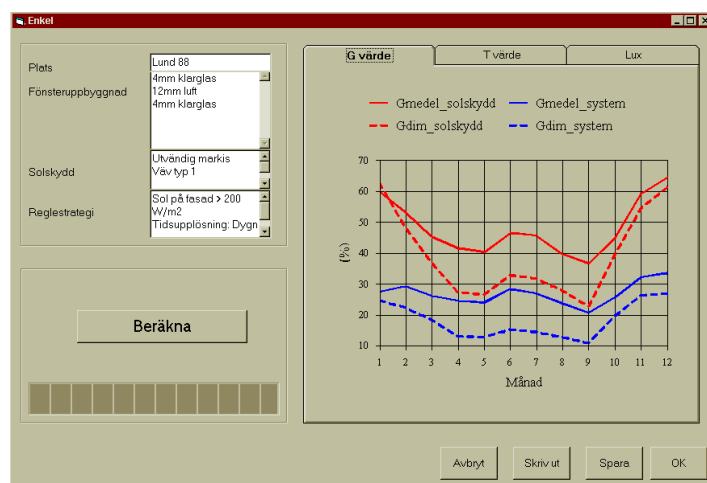 Enkel
Plats
Lund 88
Fönsteruppbyggnad
4mm klarglas
12mm luft
4mm klarglas
Solskydd
Utvändig markis
Väv typ 1
Reglestrategi
Sol på fasad > 200
W/m2
Tidsupplösning: Dygn
Beräkna
G värde
T värde
Lux
Gmedel_solskydd
Gmedel_system
Gdim_solskydd
Gdim_system
70
60
50
40
30
20
10
(%)
1 2 3 4 5 6 7 8 9 10 11 12
Månad
Avbryt
Skriv ut
Spara
OK